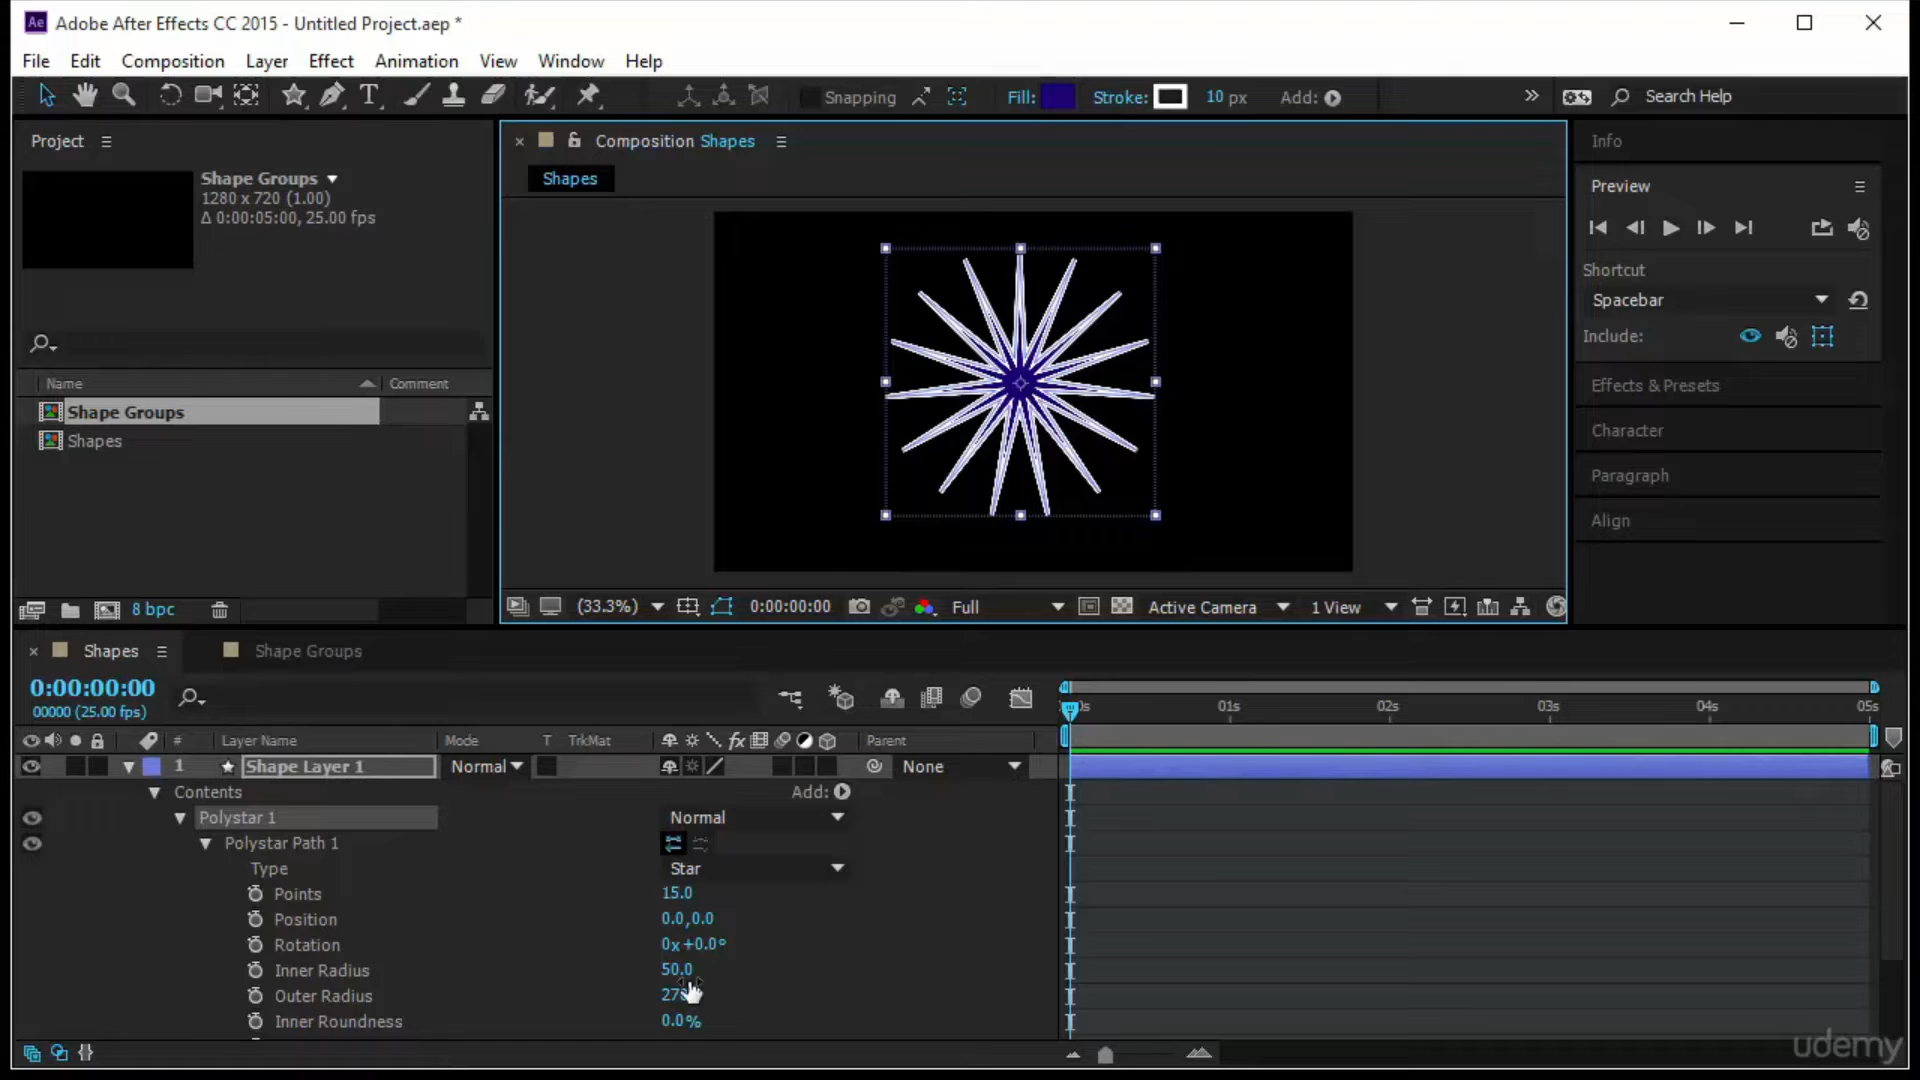 Ae Adobe After Effects CC 2015 - Untitled Project.aep *
File Edit Composition Layer Effect Animation View Window Help
T Snapping Fill: Stroke: 10 px Add: Search Help
Project
Shape Groups
1280 x 720 (1.00)
Δ 0:00:05:00, 25.00 fps
Name Comment
Shape Groups
Shapes
8 bpc
× Composition Shapes
Shapes
(33.3%) 0:00:00:00 Full Active Camera 1 View
Info
Preview
Shortcut
Spacebar
Include:
Effects & Presets
Character
Paragraph
Align
× Shapes Shape Groups
0:00:00:00
00000 (25.00 fps)
01s 02s 03s 04s 05s
# Layer Name Mode T TrkMat fx Parent
1 Shape Layer 1 Normal None
Contents Add:
Polystar 1 Normal
Polystar Path 1
Type Star
Points 15.0
Position 0.0,0.0
Rotation 0x+0.0°
Inner Radius 50.0
Outer Radius
Inner Roundness 0.0%
udemy